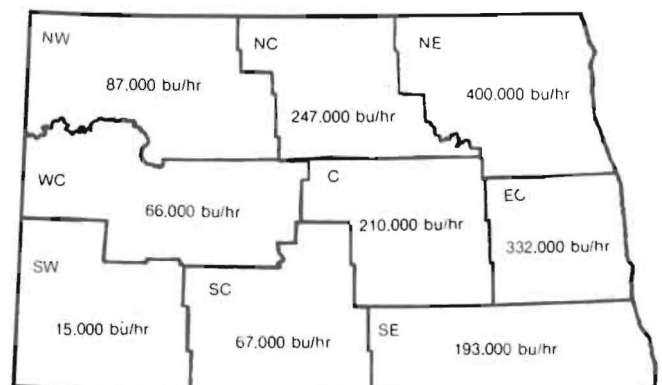 NW
87.000 bu/hr
NC
247.000 bu/hr
NE
400.000 bu/hr
WC
66.000 bu/hr
C
210.000 bu/hr
EC
332.000 bu/hr
SW
15.000 bu/hr
SC
67.000 bu/hr
SE
193.000 bu/hr